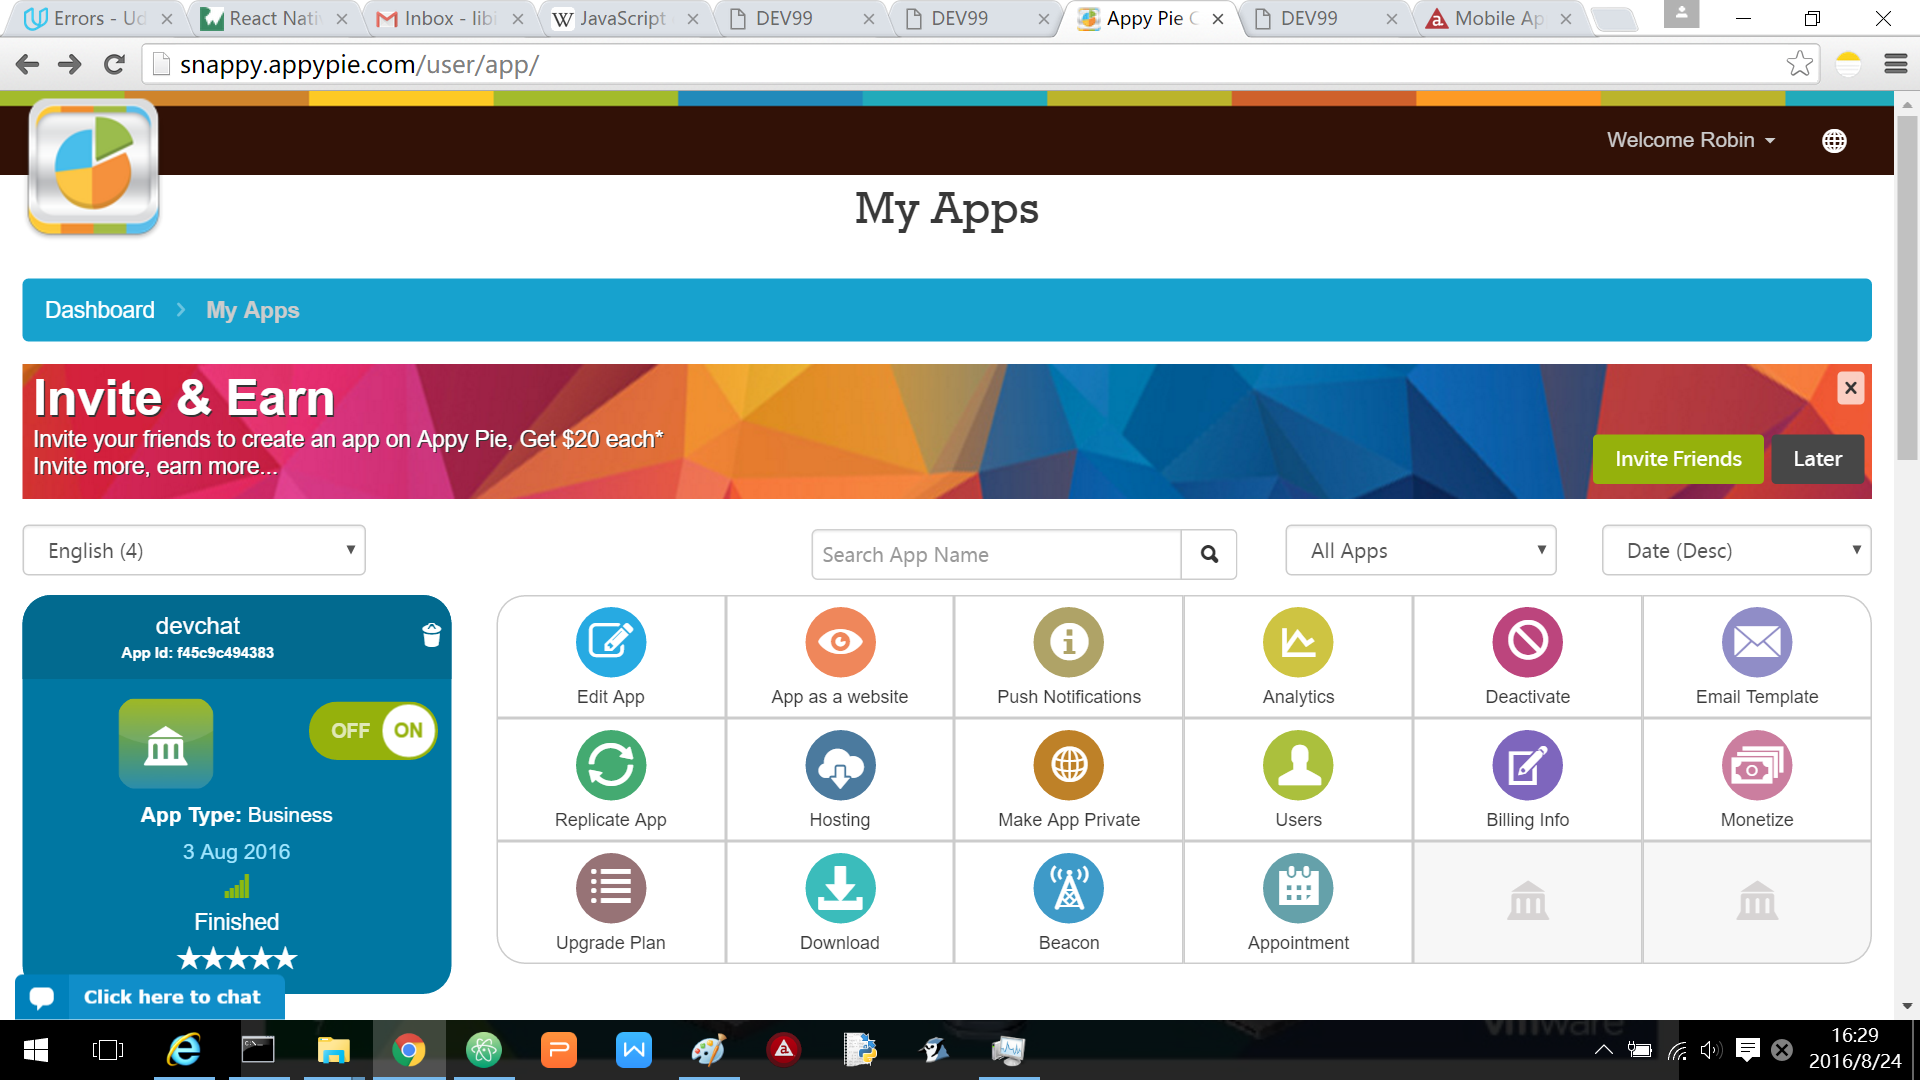 Errors - Ud
React Nati
Inbox - lib
JavaScript
DEV99
DEV99
Appy Pie C
DEV99
Mobile Ap
snappy.appypie.com/user/app/
Welcome Robin
My Apps
Dashboard
My Apps
Invite & Earn
Invite your friends to create an app on Appy Pie, Get $20 each*
Invite more, earn more...
Invite Friends
Later
English (4)
Search App Name
All Apps
Date (Desc)
devchat
App Id: f45c9c494383
OFF ON
App Type: Business
3 Aug 2016
Finished
Edit App
App as a website
Push Notifications
Analytics
Deactivate
Email Template
Replicate App
Hosting
Make App Private
Users
Billing Info
Monetize
Upgrade Plan
Download
Beacon
Appointment
Click here to chat
vmware
16:29
2016/8/24